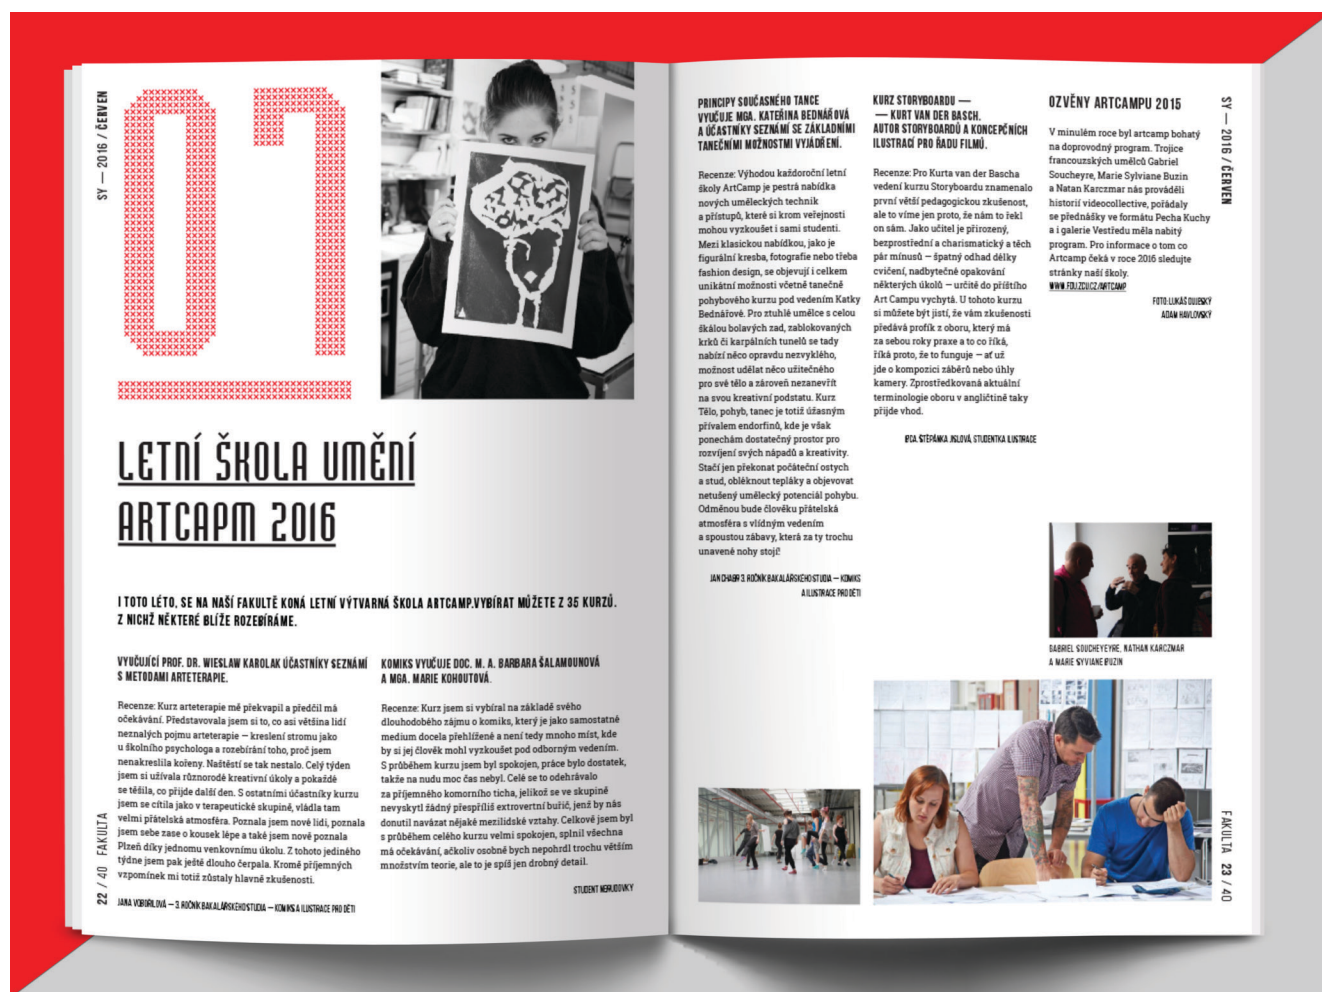 SY — 2016 / ČERVEN
07
LETNÍ ŠKOLA UMĚNÍ
ARTCAPM 2016
I TOTO LÉTO, SE NA NAŠÍ FAKULTĚ KONÁ LETNÍ VÝTVARNÁ ŠKOLA ARTCAMP.VYBÍRAT MŮŽETE Z 35 KURZŮ.
Z NICHŽ NĚKTERÉ BLÍŽE ROZEBÍRÁME.
VYUČUJÍCÍ PROF. DR. WIESLAW KAROLAK ÚČASTNÍKY SEZNÁMÍ
S METODAMI ARTETERAPIE.
Recenze: Kurz arteterapie mě překvapil a předčil má
očekávání. Představovala jsem si to, co asi většina lidí
neznalých pojmu arteterapie — kreslení stromu jako
u školního psychologa a rozebírání toho, proč jsem
nenakreslila kořeny. Naštěstí se tak nestalo. Celý týden
jsem si užívala různorodé kreativní úkoly a pokaždé
se těšila, co přijde další den. S ostatními účastníky kurzu
jsem se cítila jako v terapeutické skupině, vládla tam
velmi přátelská atmosféra. Poznala jsem nové lidi, poznala
jsem sebe zase o kousek lépe a také jsem nově poznala
Plzeň díky jednomu venkovnímu úkolu. Z tohoto jediného
týdne jsem pak ještě dlouho čerpala. Kromě příjemných
vzpomínek mi totiž zůstaly hlavně zkušenosti.
JANA VOBOŘILOVÁ — 3. ROČNÍK BAKALÁŘSKÉHO STUDIA — KOMIKS A ILUSTRACE PRO DĚTI
KOMIKS VYUČUJE DOC. M. A. BARBARA ŠALAMOUNOVÁ
A MGA. MARIE KOHOUTOVÁ.
Recenze: Kurz jsem si vybíral na základě svého
dlouhodobého zájmu o komiks, který je jako samostatné
medium docela přehlížené a není tedy mnoho míst, kde
by si jej člověk mohl vyzkoušet pod odborným vedením.
S průběhem kurzu jsem byl spokojen, práce bylo dostatek,
takže na nudu moc čas nebyl. Celé se to odehrávalo
za příjemného komorního ticha, jelikož se ve skupině
nevyskytl žádný přespříliš extrovertní buřič, jenž by nás
donutil navázat nějaké mezilidské vztahy. Celkově jsem byl
s průběhem celého kurzu velmi spokojen, splnil všechna
má očekávání, ačkoliv osobně bych nepohrdl trochu větším
množstvím teorie, ale to je spíš jen drobný detail.
STUDENT NERUDOVKY
22 / 40 FAKULTA
PRINCIPY SOUČASNÉHO TANCE
VYUČUJE MGA. KATEŘINA BEDNÁŘOVÁ
A ÚČASTNÍKY SEZNÁMÍ SE ZÁKLADNÍMI
TANEČNÍMI MOŽNOSTMI VYJÁDŘENÍ.
Recenze: Výhodou každoroční letní
školy ArtCamp je pestrá nabídka
nových uměleckých technik
a přístupů, které si krom veřejnosti
mohou vyzkoušet i sami studenti.
Mezi klasickou nabídkou, jako je
figurální kresba, fotografie nebo třeba
fashion design, se objevují i celkem
unikátní možnosti včetně tanečně
pohybového kurzu pod vedením Katky
Bednářové. Pro ztuhlé umělce s celou
škálou bolavých zad, zablokovaných
krků či karpálních tunelů se tady
nabízí něco opravdu nezvyklého,
možnost udělat něco užitečného
pro své tělo a zároveň nezanevřít
na svou kreativní podstatu. Kurz
Tělo, pohyb, tanec je totiž úžasným
přívalem endorfinů, kde je však
ponechám dostatečný prostor pro
rozvíjení svých nápadů a kreativity.
Stačí jen překonat počáteční ostych
a stud, obléknout tepláky a objevovat
netušený umělecký potenciál pohybu.
Odměnou bude člověku přátelská
atmosféra s vlídným vedením
a spoustou zábavy, která za ty trochu
unavené nohy stojí!
JAN CHABR 3. ROČNÍK BAKALÁŘSKÉHO STUDIA — KOMIKS
A ILUSTRACE PRO DĚTI
KURZ STORYBOARDU —
— KURT VAN DER BASCH.
AUTOR STORYBOARDŮ A KONCEPČNÍCH
ILUSTRACÍ PRO ŘADU FILMŮ.
Recenze: Pro Kurta van der Bascha
vedení kurzu Storyboardu znamenalo
první větší pedagogickou zkušenost,
ale to víme jen proto, že nám to řekl
on sám. Jako učitel je přirozený,
bezprostřední a charismatický a těch
pár mínusů — špatný odhad délky
cvičení, nadbytečné opakování
některých úkolů — určitě do příštího
Art Campu vychytá. U tohoto kurzu
si můžete být jistí, že vám zkušenosti
předává profík z oboru, který má
za sebou roky praxe a to co říká,
říká proto, že to funguje — ať už
jde o kompozici záběrů nebo úhly
kamery. Zprostředkovaná aktuální
terminologie oboru v angličtině taky
přijde vhod.
BCA. ŠTĚPÁNKA JISLOVÁ, STUDENTKA ILUSTRACE
OZVĚNY ARTCAMPU 2015
V minulém roce byl artcamp bohatý
na doprovodný program. Trojice
francouzských umělců Gabriel
Soucheyre, Marie Sylviane Buzin
a Natan Karczmar nás prováděli
historií videocollective, pořádaly
se přednášky ve formátu Pecha Kuchy
a i galerie Vestředu měla nabitý
program. Pro informace o tom co
Artcamp čeká v roce 2016 sledujte
stránky naší školy.
WWW.FDU.ZCU.CZ/ARTCAMP
FOTO: LUKÁŠ DUJESKÝ
ADAM HAVLOVSKÝ
GABRIEL SOUCHEYEYRE, NATHAN KARCZMAR
A MARIE SYVIANE BUZIN
SY — 2016 / ČERVEN
FAKULTA 23 / 40